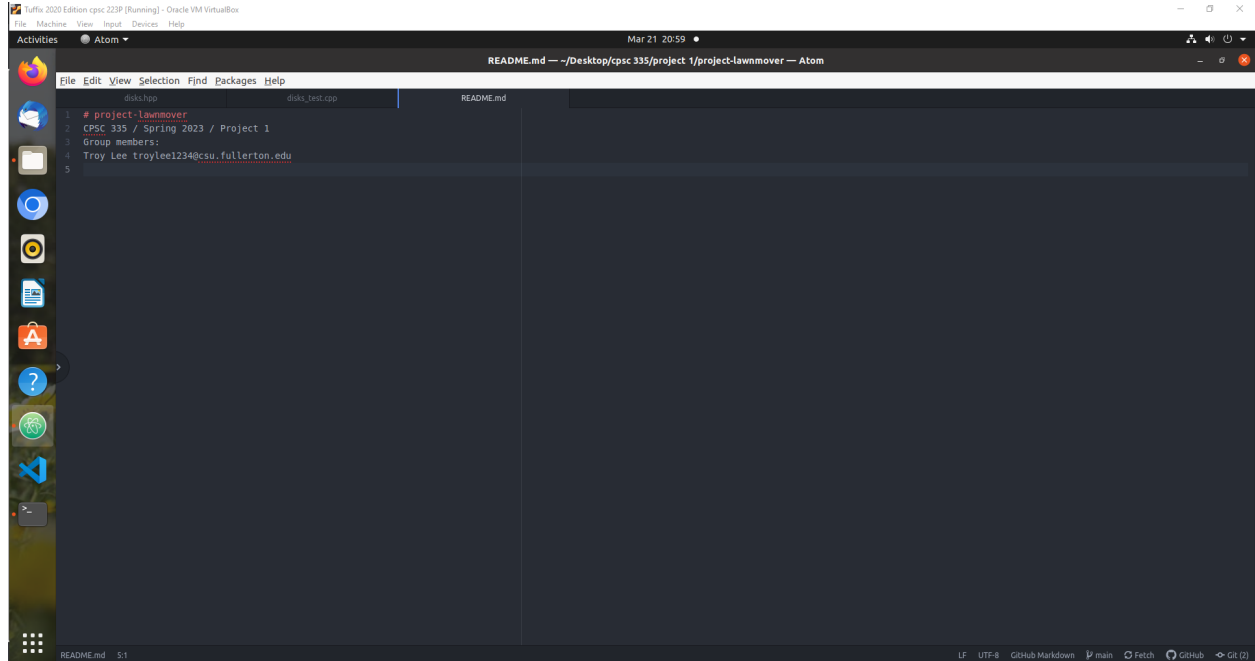 Tuffix 2020 Edition cpsc 223P [Running] - Oracle VM VirtualBox
File Machine View Input Devices Help
Activities Atom Mar 21 20:59
README.md — ~/Desktop/cpsc 335/project 1/project-lawnmover — Atom
File Edit View Selection Find Packages Help
disks.hpp disks_test.cpp README.md
1 # project-lawnmover
2 CPSC 335 / Spring 2023 / Project 1
3 Group members:
4 Troy Lee troylee1234@csu.fullerton.edu
5
README.md 5:1 LF UTF-8 GitHub Markdown main Fetch GitHub Git (2)